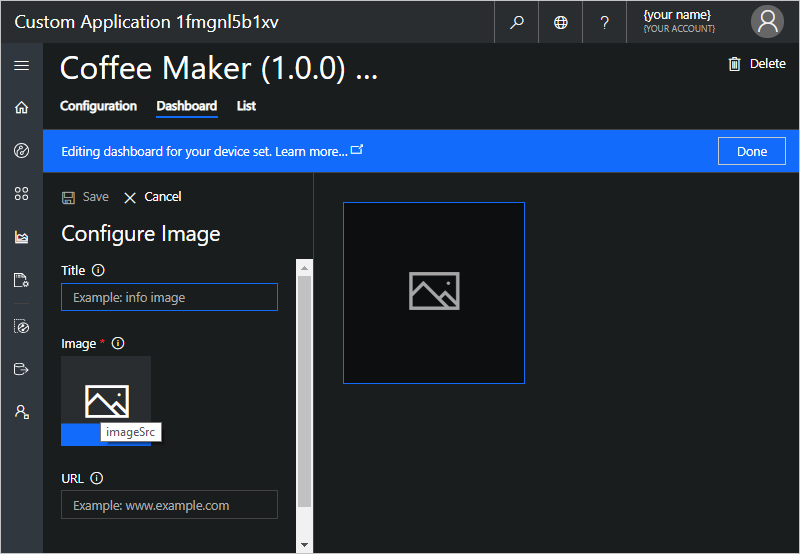 Custom Application 1fmgnl5b1xv
?
{your name}
{YOUR ACCOUNT}
Coffee Maker (1.0.0) ...
Delete
Configuration
Dashboard
List
Editing dashboard for your device set. Learn more...
Done
Save
Cancel
Configure Image
Title
Example: info image
Image *
imageSrc
URL
Example: www.example.com